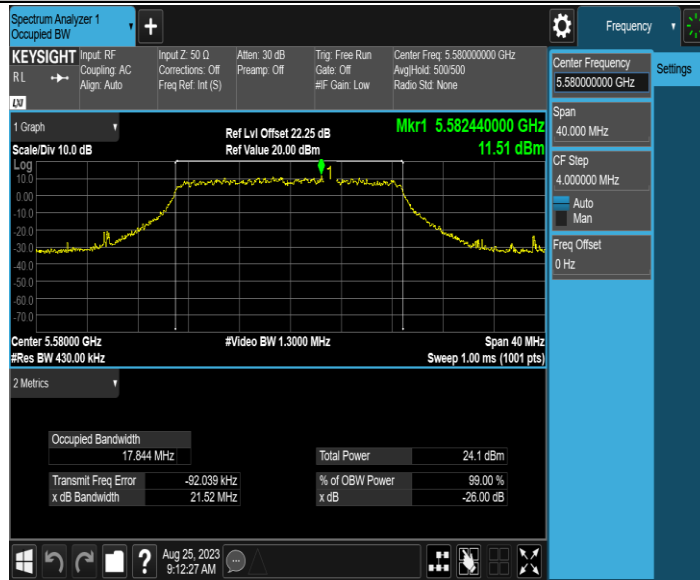 Spectrum Analyzer 1
Occupied BW
+
Frequency
KEYSIGHT
RL
LXI
Input: RF
Coupling: AC
Align: Auto
Input Z: 50 Ω
Corrections: Off
Freq Ref: Int (S)
Atten: 30 dB
Preamp: Off
Trig: Free Run
Gate: Off
#IF Gain: Low
Center Freq: 5.580000000 GHz
Avg|Hold: 500/500
Radio Std: None
Center Frequency
5.580000000 GHz
Settings
Span
40.000 MHz
CF Step
4.000000 MHz
Auto
Man
Freq Offset
0 Hz
1 Graph
Scale/Div 10.0 dB
Ref Lvl Offset 22.25 dB
Ref Value 20.00 dBm
Mkr1 5.582440000 GHz
11.51 dBm
Log
10.0
0.00
-10.0
-20.0
-30.0
-40.0
-50.0
-60.0
-70.0
1
Center 5.58000 GHz
#Video BW 1.3000 MHz
Span 40 MHz
#Res BW 430.00 kHz
Sweep 1.00 ms (1001 pts)
2 Metrics
Occupied Bandwidth
17.844 MHz
Total Power 24.1 dBm
Transmit Freq Error -92.039 kHz
% of OBW Power 99.00 %
x dB Bandwidth 21.52 MHz
x dB -26.00 dB
?
Aug 25, 2023
9:12:27 AM